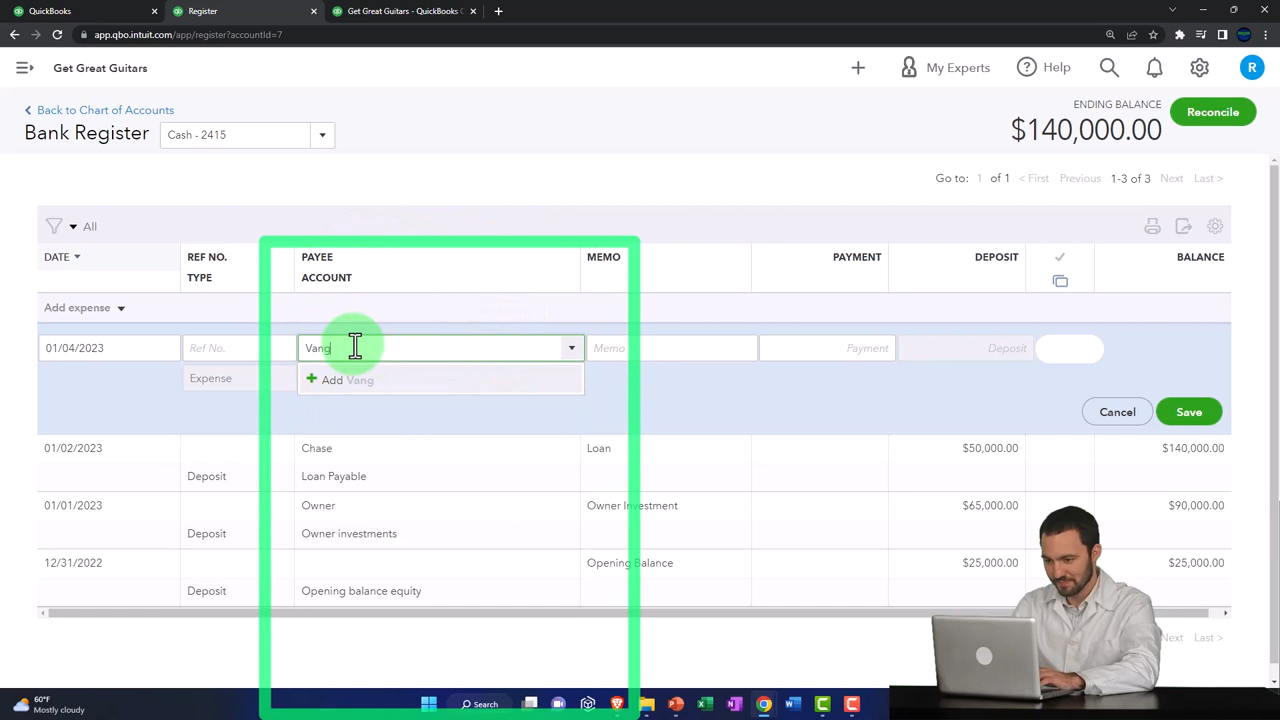 QuickBooks
Register
Get Great Guitars - QuickBooks C
app.qbo.intuit.com/app/register?accountId=7
Get Great Guitars
My Experts
Help
R
Back to Chart of Accounts
Bank Register
Cash - 2415
ENDING BALANCE
$140,000.00
Reconcile
Go to: 1 of 1 < First Previous 1-3 of 3 Next Last >
All
DATE REF NO. PAYEE MEMO PAYMENT DEPOSIT BALANCE
TYPE ACCOUNT
Add expense
01/04/2023 Ref No. Vang Memo Payment Deposit
Expense Add Vang
Cancel Save
01/02/2023 Chase Loan $50,000.00 $140,000.00
Deposit Loan Payable
01/01/2023 Owner Owner Investment $65,000.00 $90,000.00
Deposit Owner investments
12/31/2022 Opening Balance $25,000.00 $25,000.00
Deposit Opening balance equity
Next Last >
60°F
Mostly cloudy
Search